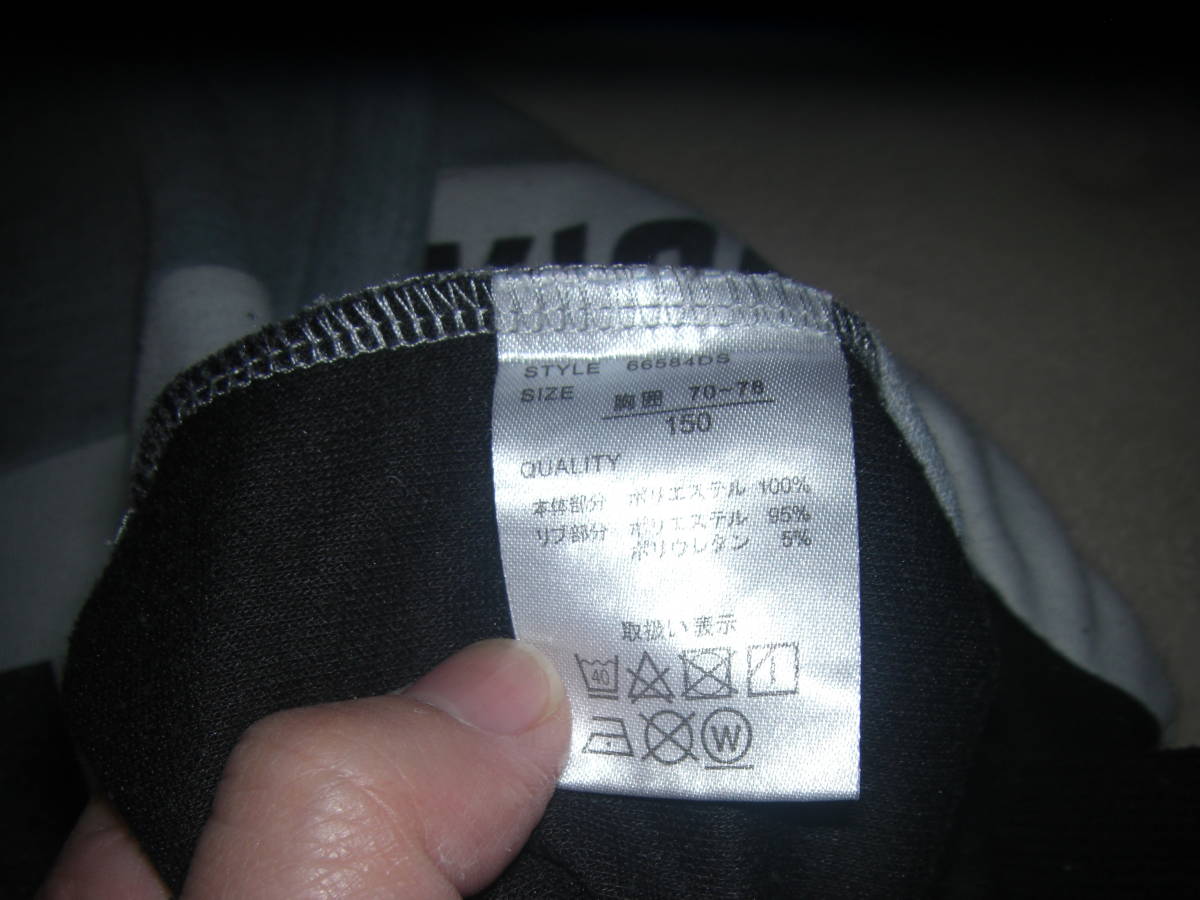 STYLE 66584DS
SIZE 胸囲 70-78
150
QUALITY
本体部分 ポリエステル 100%
リブ部分 ポリエステル 95%
ポリウレタン 5%
取扱い表示
40
W